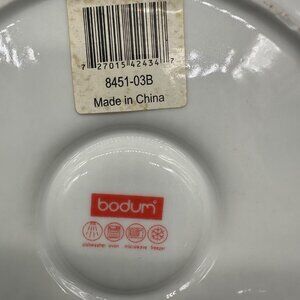 7 27015 42434 7
8451-03B
Made in China
bodum®
dishwasher oven microwave freezer